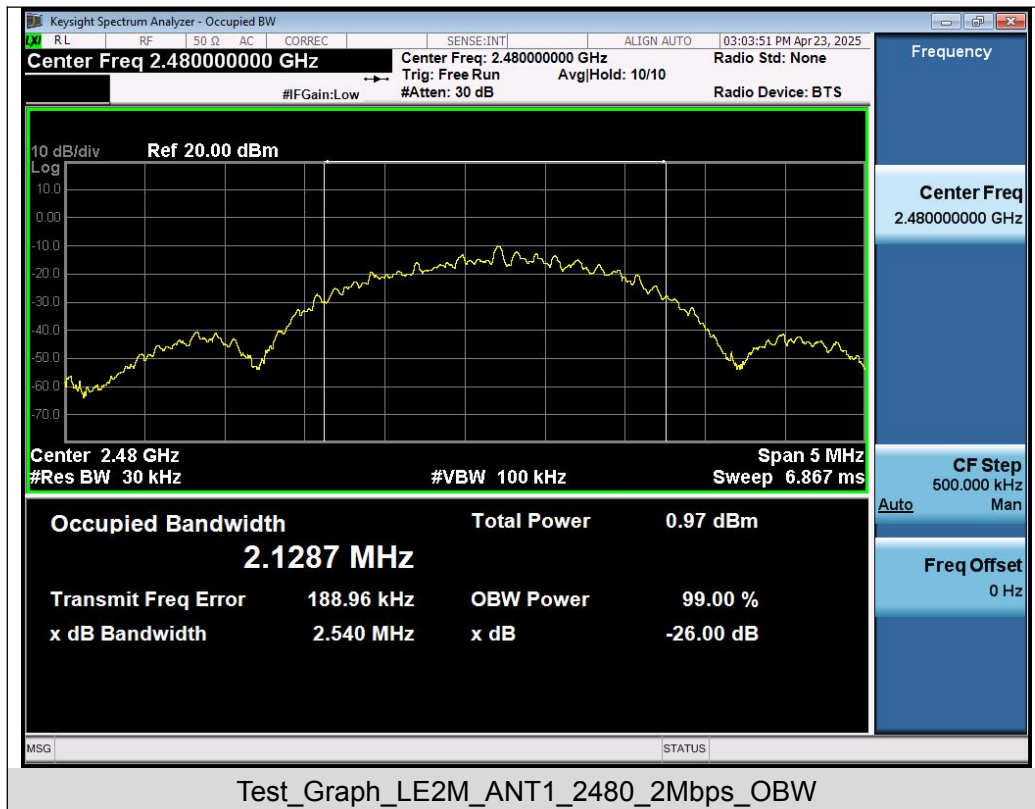 Keysight Spectrum Analyzer - Occupied BW
LXI RL RF 50 Ω AC CORREC SENSE:INT ALIGN AUTO 03:03:51 PM Apr 23, 2025
Center Freq 2.480000000 GHz
Center Freq: 2.480000000 GHz
Radio Std: None
Trig: Free Run Avg|Hold: 10/10
#IFGain:Low #Atten: 30 dB Radio Device: BTS
10 dB/div Ref 20.00 dBm
Log
10.0
0.00
-10.0
-20.0
-30.0
-40.0
-50.0
-60.0
-70.0
Center 2.48 GHz Span 5 MHz
#Res BW 30 kHz #VBW 100 kHz Sweep 6.867 ms
Occupied Bandwidth Total Power 0.97 dBm
2.1287 MHz
Transmit Freq Error 188.96 kHz OBW Power 99.00 %
x dB Bandwidth 2.540 MHz x dB -26.00 dB
MSG STATUS
Frequency
Center Freq
2.480000000 GHz
CF Step
500.000 kHz
Auto Man
Freq Offset
0 Hz
Test_Graph_LE2M_ANT1_2480_2Mbps_OBW